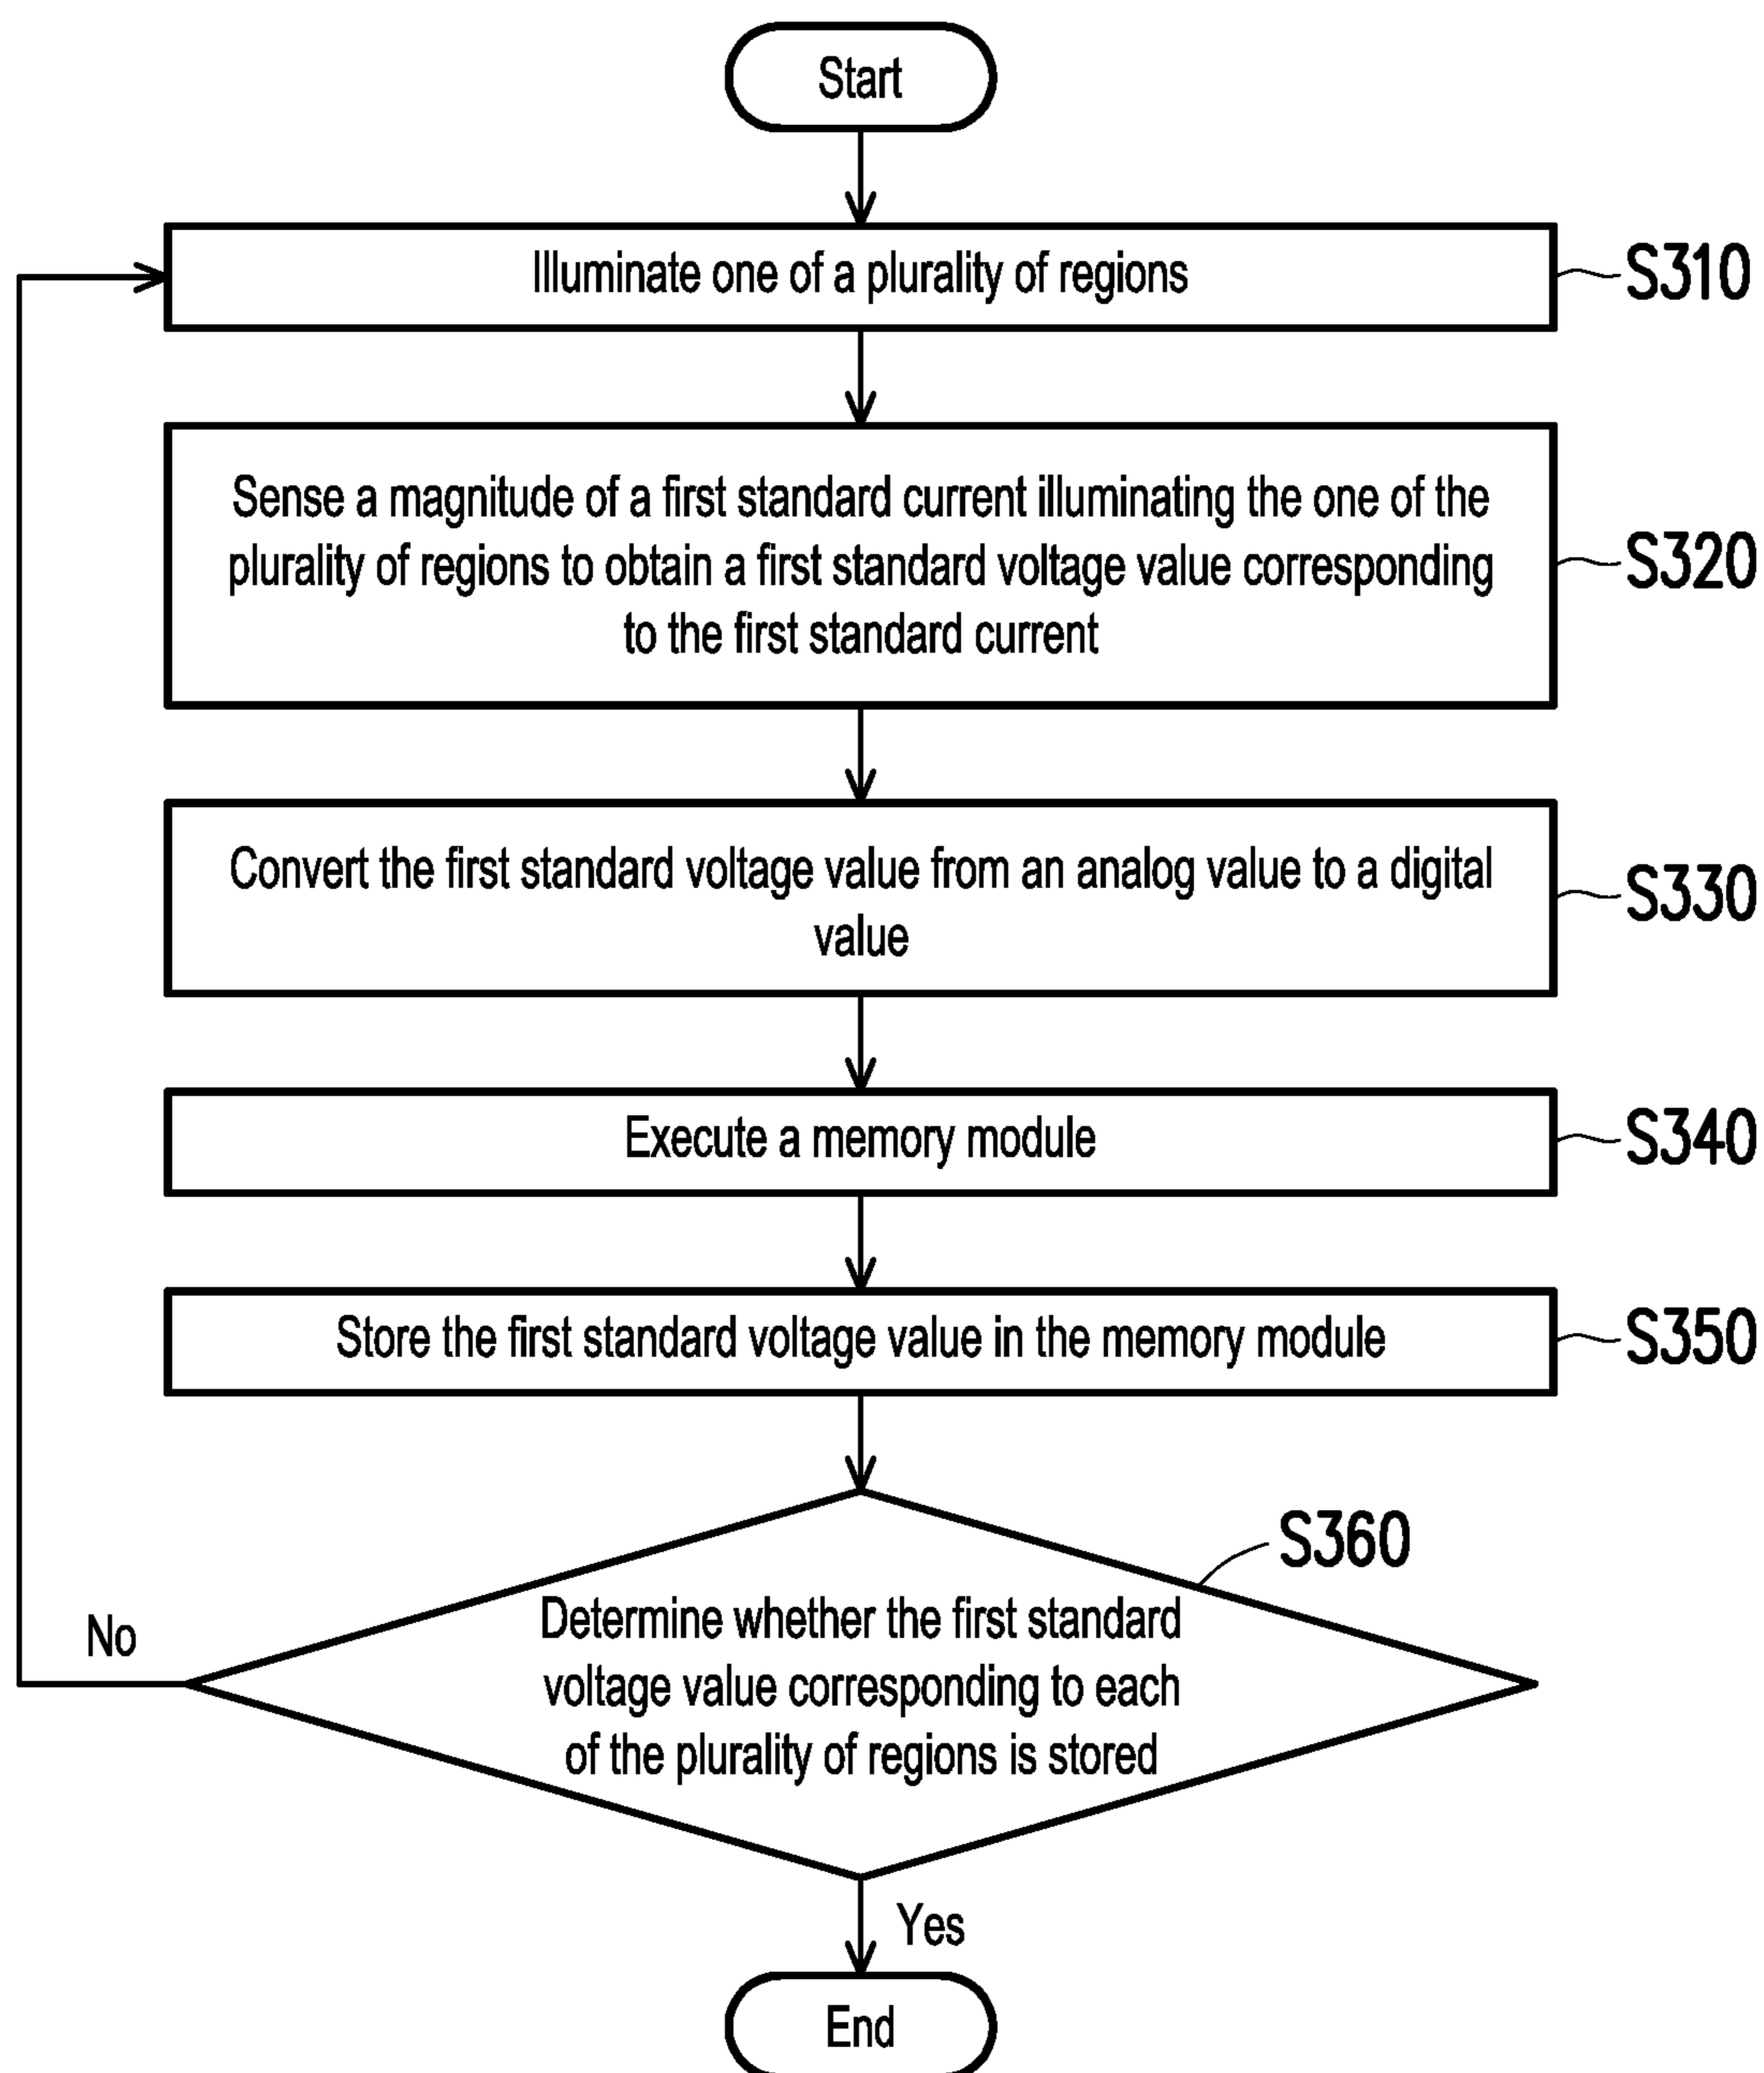 Start
Illuminate one of a plurality of regions
S310
Sense a magnitude of a first standard current illuminating the one of the
plurality of regions to obtain a first standard voltage value corresponding
to the first standard current
S320
Convert the first standard voltage value from an analog value to a digital
value
S330
Execute a memory module
S340
Store the first standard voltage value in the memory module
S350
S360
Determine whether the first standard
voltage value corresponding to each
of the plurality of regions is stored
No
Yes
End